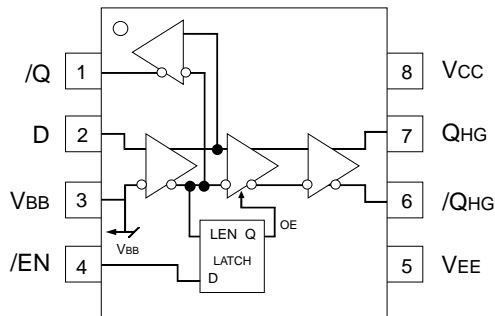 /Q 1 8 VCC
D 2 7 QHG
VBB 3 6 /QHG
VBB
LEN Q OE
/EN 4 LATCH 5 VEE
D